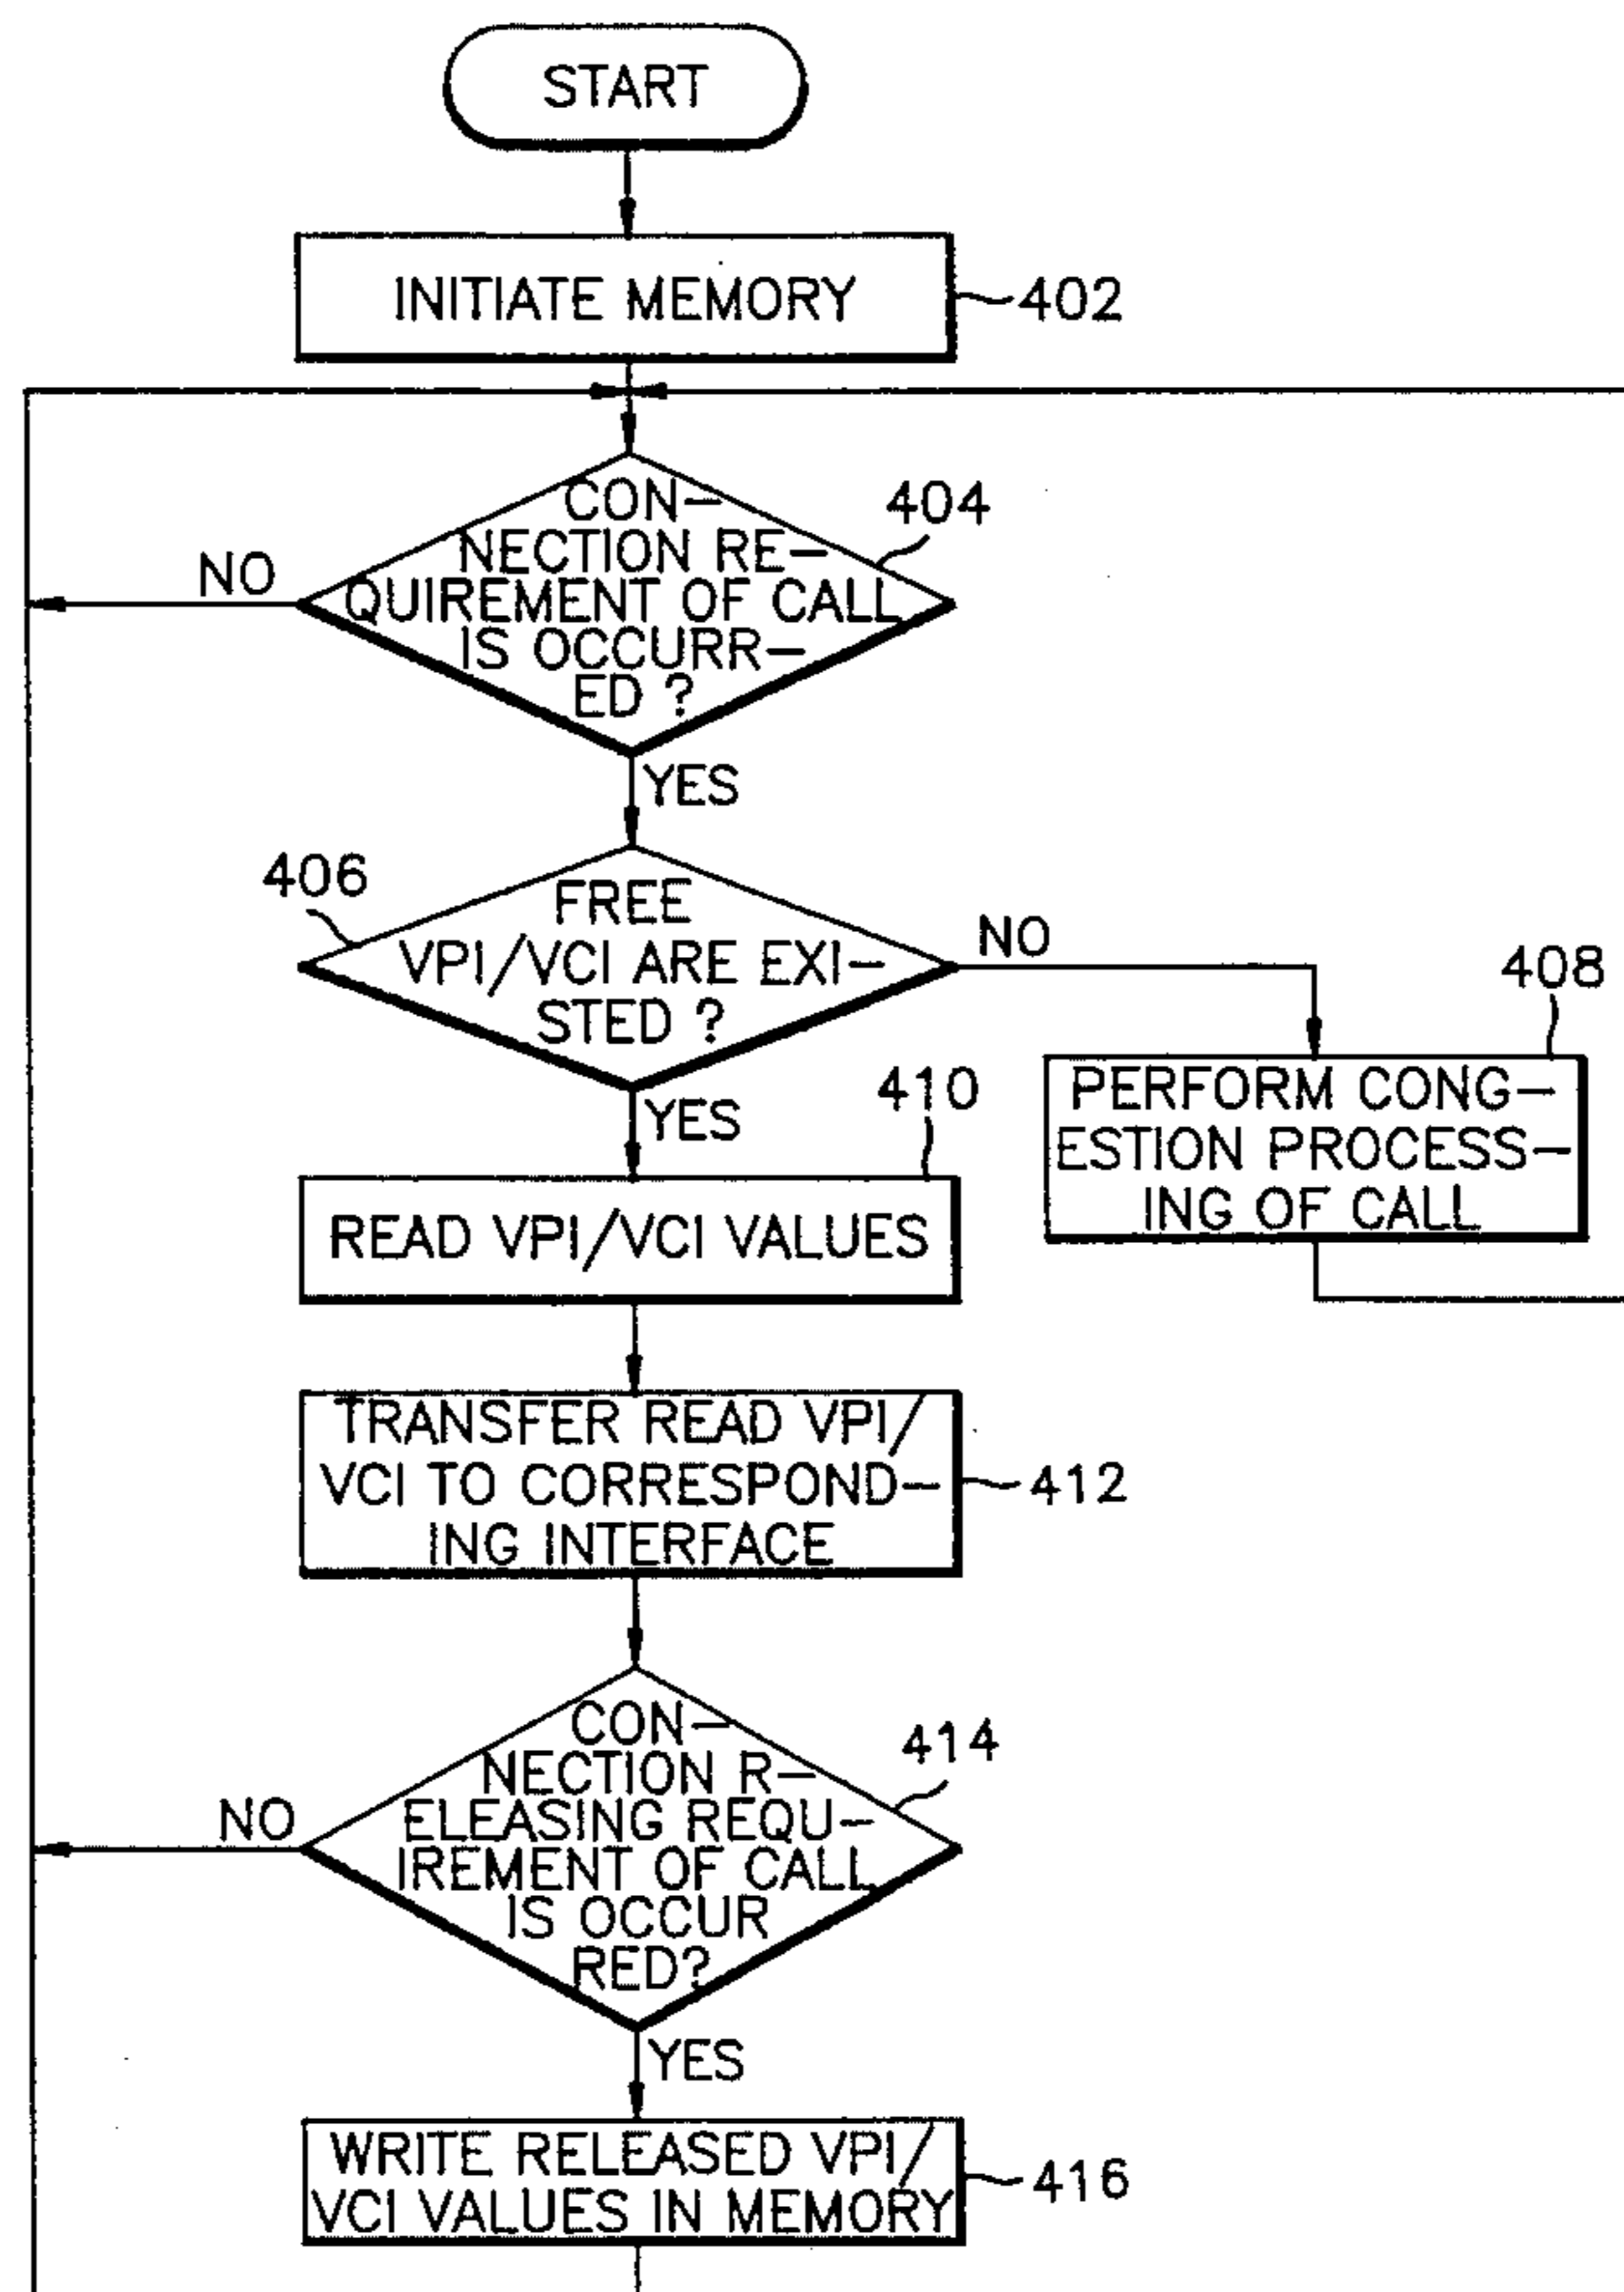 START
INITIATE MEMORY
402
CON-
NECTION RE-
QUIREMENT OF CALL
IS OCCURR-
ED ?
404
NO
YES
406
FREE
VPI/VCI ARE EXI-
STED ?
NO
408
PERFORM CONG-
ESTION PROCESS-
ING OF CALL
YES
410
READ VPI/VCI VALUES
TRANSFER READ VPI/
VCI TO CORRESPOND-
ING INTERFACE
412
CON-
NECTION R-
ELEASING REQU-
IREMENT OF CALL
IS OCCUR
RED?
414
NO
YES
WRITE RELEASED VPI/
VCI VALUES IN MEMORY
416